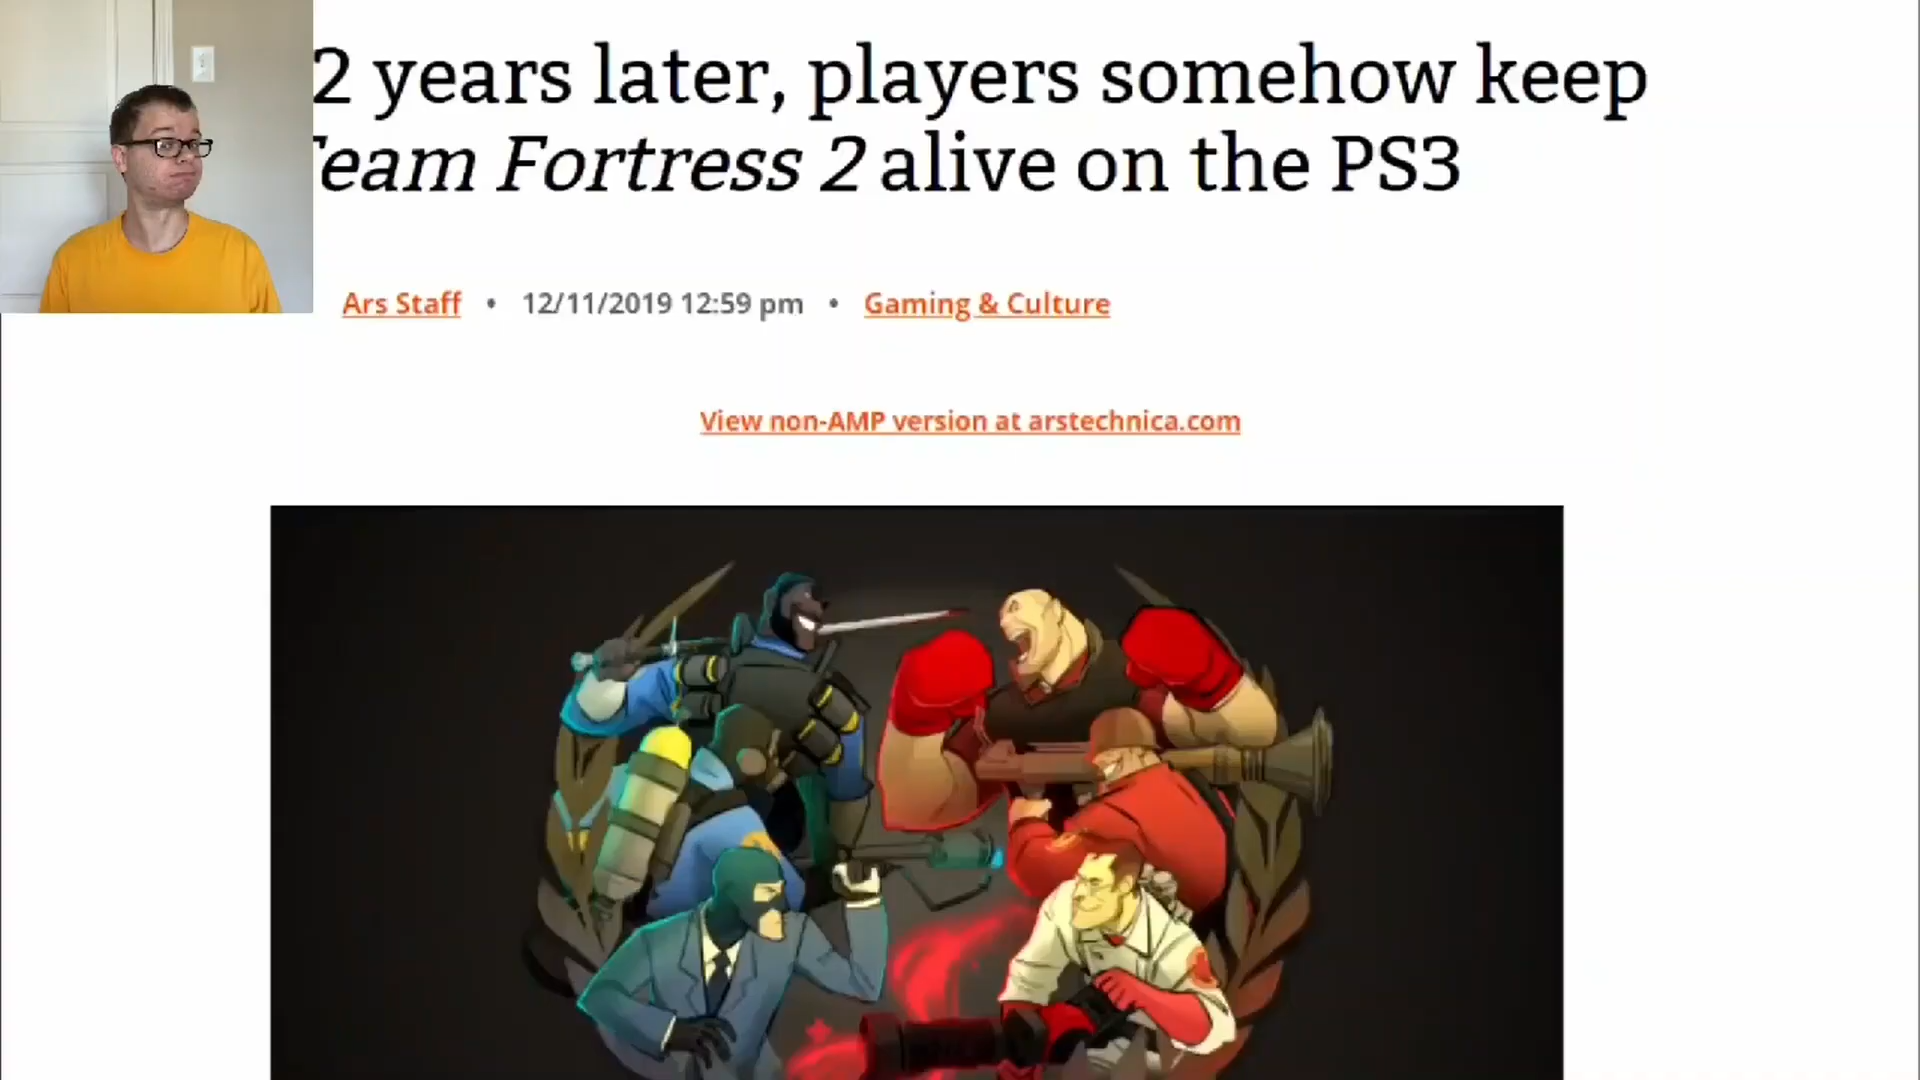 2 years later, players somehow keep
Team Fortress 2 alive on the PS3
Ars Staff • 12/11/2019 12:59 pm • Gaming & Culture
View non-AMP version at arstechnica.com